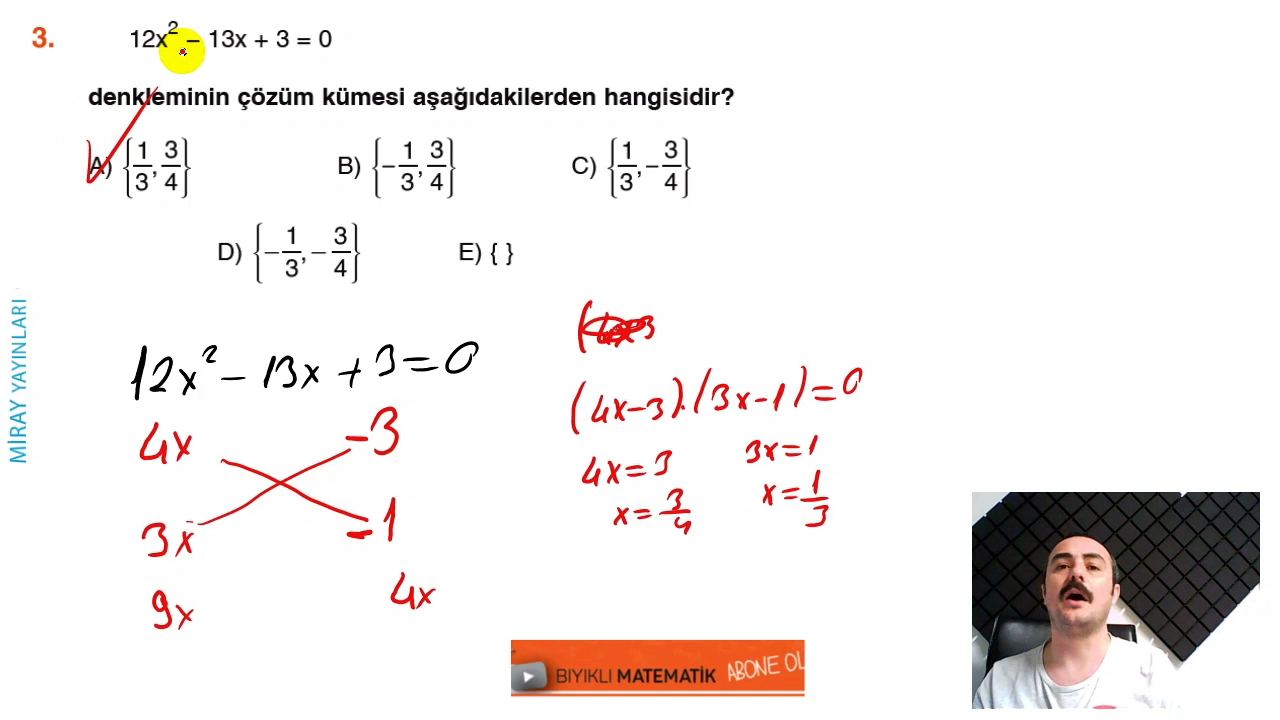 3. 12x² − 13x + 3 = 0
denkleminin çözüm kümesi aşağıdakilerden hangisidir?
A) {1/3, 3/4} B) {−1/3, 3/4} C) {1/3, −3/4}
D) {−1/3, −3/4} E) { }
MİRAY YAYINLARI
12x² − 13x + 3 = 0
4x −3
3x −1
9x 4x
(4x−3).(3x−1)=0
4x=3 3x=1
x=3/4 x=1/3
BIYIKLI MATEMATİK ABONE OL